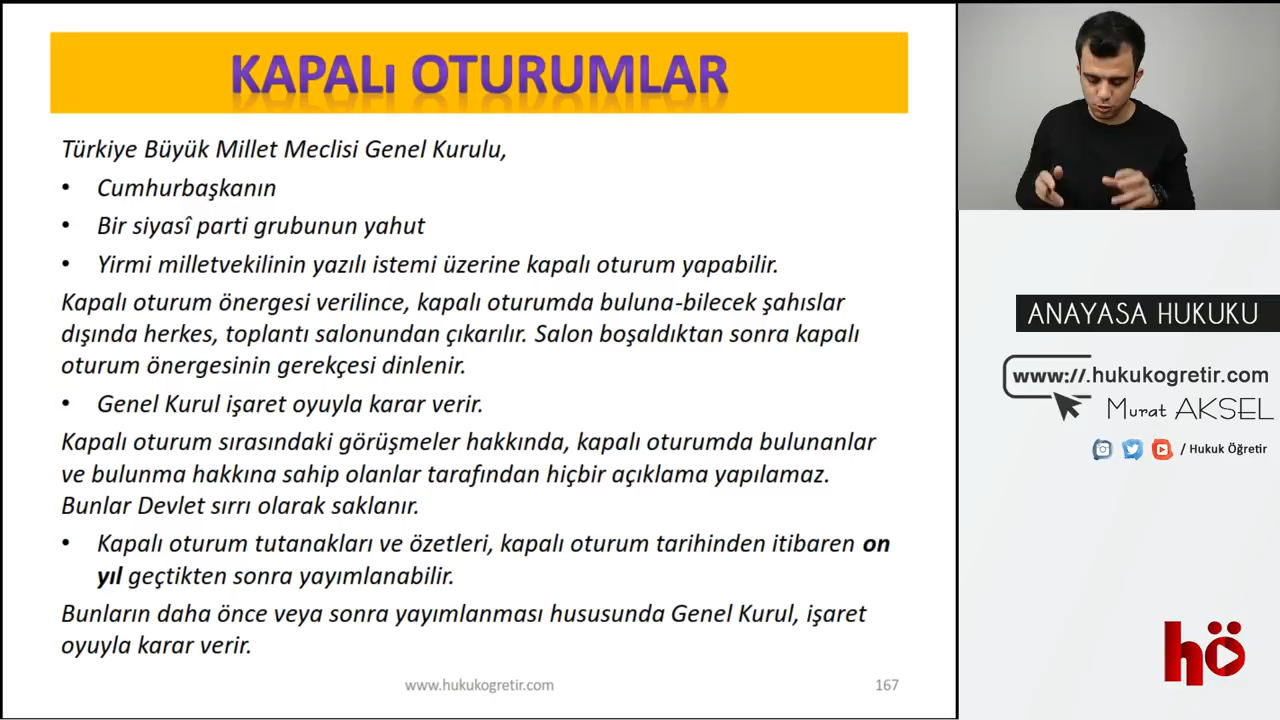 KAPALI OTURUMLAR
Türkiye Büyük Millet Meclisi Genel Kurulu,
• Cumhurbaşkanın
• Bir siyasî parti grubunun yahut
• Yirmi milletvekilinin yazılı istemi üzerine kapalı oturum yapabilir.
Kapalı oturum önergesi verilince, kapalı oturumda buluna-bilecek şahıslar
dışında herkes, toplantı salonundan çıkarılır. Salon boşaldıktan sonra kapalı
oturum önergesinin gerekçesi dinlenir.
• Genel Kurul işaret oyuyla karar verir.
Kapalı oturum sırasındaki görüşmeler hakkında, kapalı oturumda bulunanlar
ve bulunma hakkına sahip olanlar tarafından hiçbir açıklama yapılamaz.
Bunlar Devlet sırrı olarak saklanır.
• Kapalı oturum tutanakları ve özetleri, kapalı oturum tarihinden itibaren on
yıl geçtikten sonra yayımlanabilir.
Bunların daha önce veya sonra yayımlanması hususunda Genel Kurul, işaret
oyuyla karar verir.
www.hukukogretir.com
167
ANAYASA HUKUKU
www://.hukukogretir.com
Murat AKSEL
/ Hukuk Öğretir
hö